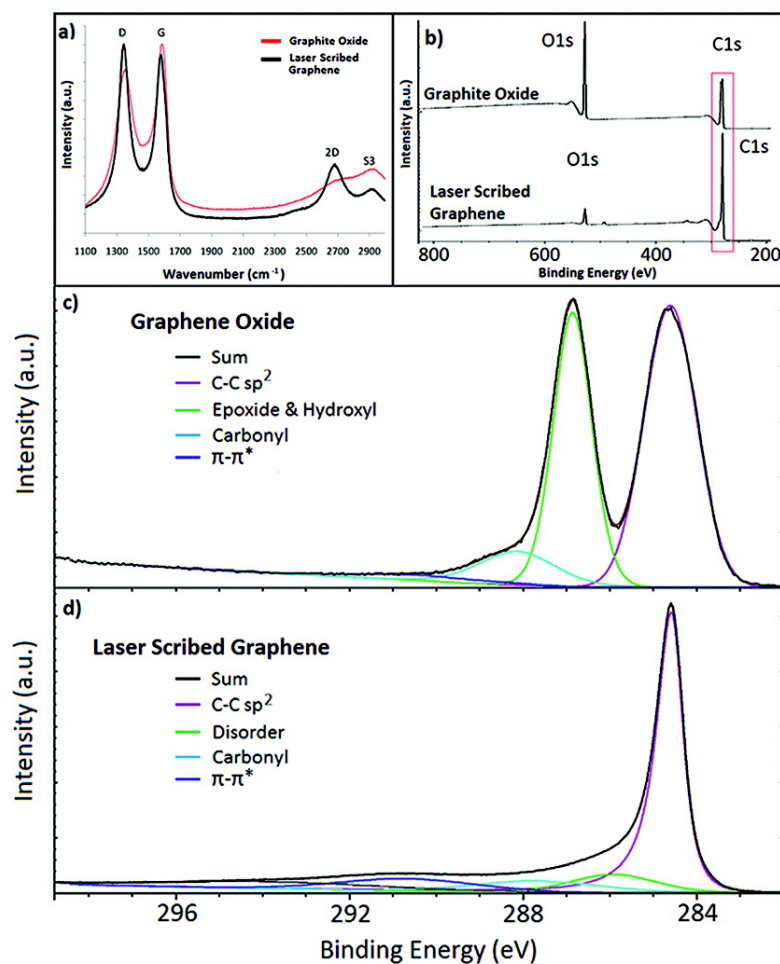 a)
D
G
Graphite Oxide
Laser Scribed
Graphene
2D
S3
Intensity (a.u.)
1100 1300 1500 1700 1900 2100 2300 2500 2700 2900
Wavenumber (cm⁻¹)
b)
O1s
C1s
Graphite Oxide
O1s
C1s
Laser Scribed
Graphene
Intensity (a.u.)
800 600 400 200
Binding Energy (eV)
c)
Graphene Oxide
Sum
C-C sp²
Epoxide & Hydroxyl
Carbonyl
π-π*
Intensity (a.u.)
d)
Laser Scribed Graphene
Sum
C-C sp²
Disorder
Carbonyl
π-π*
Intensity (a.u.)
296 292 288 284
Binding Energy (eV)